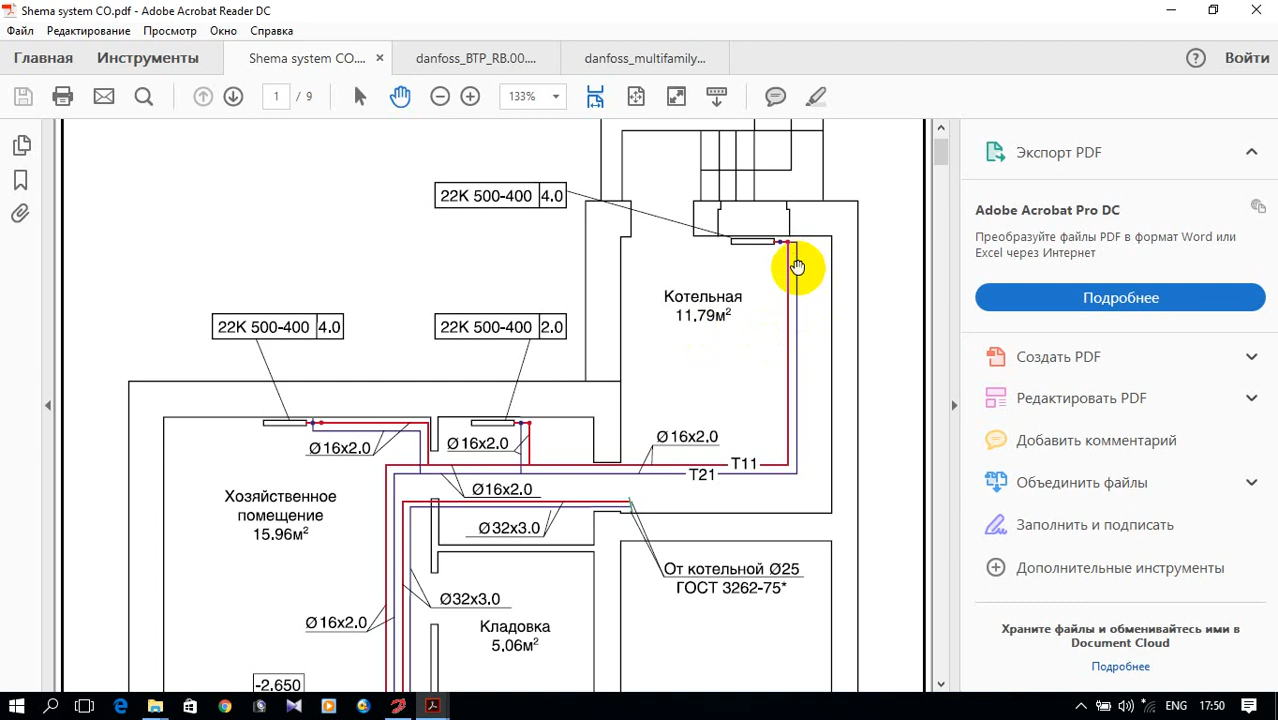 Shema system CO.pdf - Adobe Acrobat Reader DC
Файл Редактирование Просмотр Окно Справка
Главная Инструменты Shema system CO.... × danfoss_BTP_RB.00.... danfoss_multifamily... Войти
1 / 9 133%
22K 500-400 4.0
Котельная
11.79м²
22K 500-400 4.0
22K 500-400 2.0
Ø16x2.0
Ø16x2.0
Ø16x2.0
T11
T21
Ø16x2.0
Хозяйственное
помещение
15.96м²
Ø32x3.0
От котельной Ø25
ГОСТ 3262-75*
Ø32x3.0
Ø16x2.0
Кладовка
5.06м²
-2.650
Экспорт PDF
Adobe Acrobat Pro DC
Преобразуйте файлы PDF в формат Word или
Excel через Интернет
Подробнее
Создать PDF
Редактировать PDF
Добавить комментарий
Объединить файлы
Заполнить и подписать
Дополнительные инструменты
Храните файлы и обменивайтесь ими в
Document Cloud
Подробнее
ENG 17:50